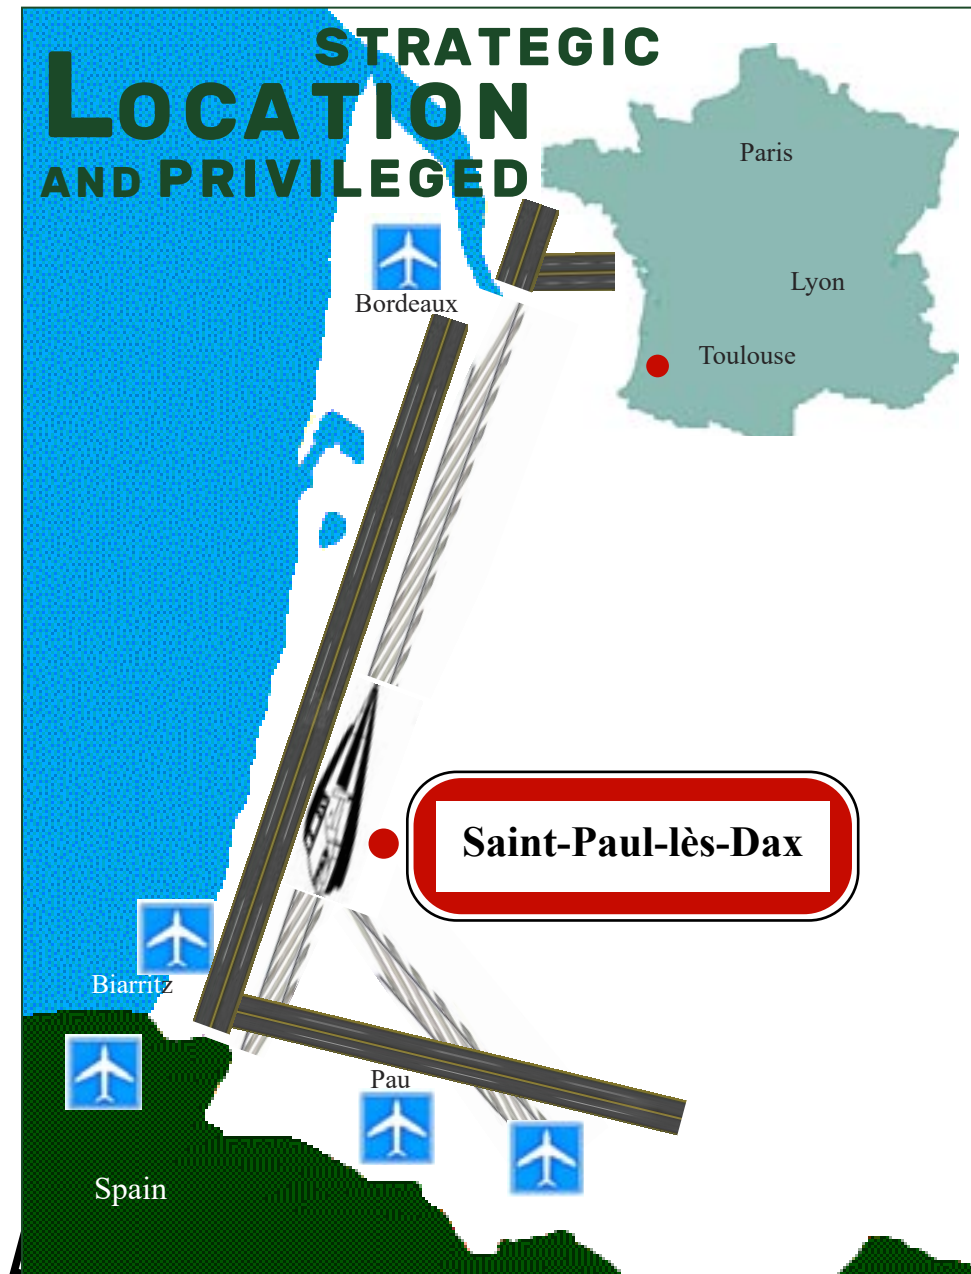 STRATEGIC
LOCATION
AND PRIVILEGED
Paris
Lyon
Toulouse
Bordeaux
Saint-Paul-lès-Dax
Biarritz
Pau
Spain